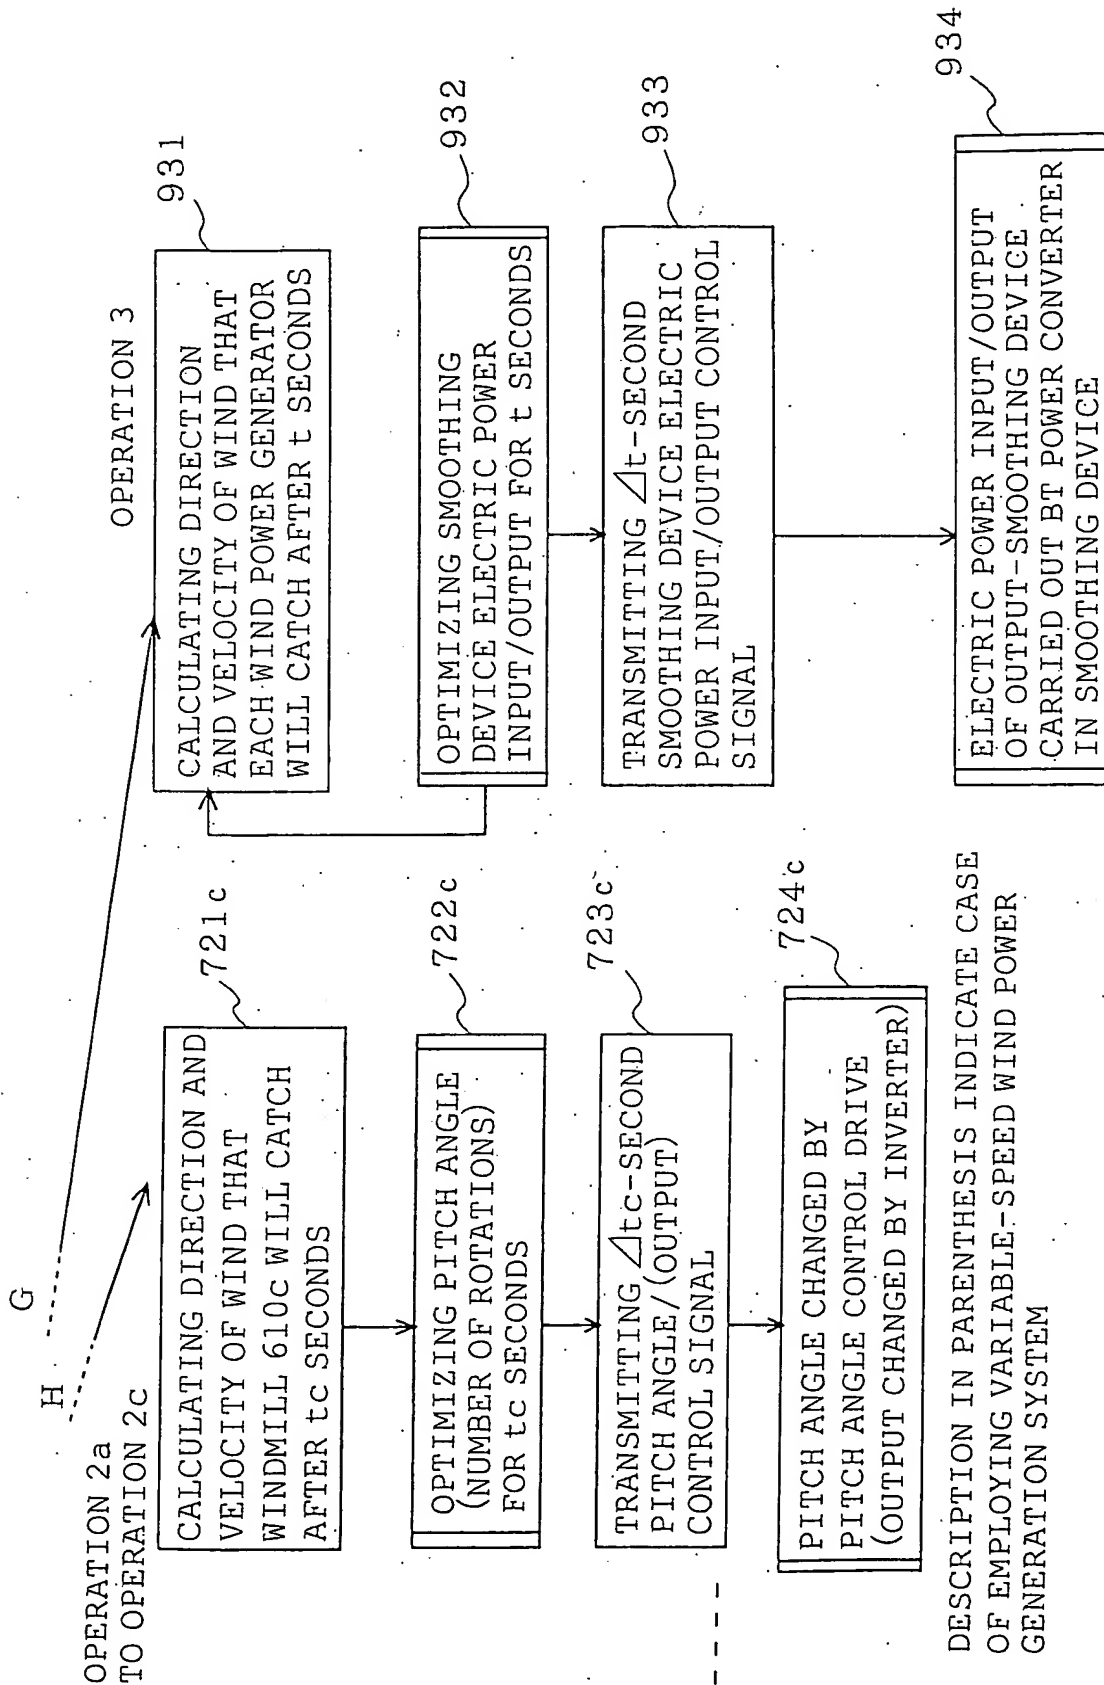 G
H
OPERATION 2a
TO OPERATION 2c
CALCULATING DIRECTION AND
VELOCITY OF WIND THAT
WINDMILL 610c WILL CATCH
AFTER tc SECONDS
721c
OPTIMIZING PITCH ANGLE
(NUMBER OF ROTATIONS)
FOR tc SECONDS
722c
TRANSMITTING Δtc-SECOND
PITCH ANGLE/(OUTPUT)
CONTROL SIGNAL
723c
PITCH ANGLE CHANGED BY
PITCH ANGLE CONTROL DRIVE
(OUTPUT CHANGED BY INVERTER)
724c
DESCRIPTION IN PARENTHESIS INDICATE CASE
OF EMPLOYING VARIABLE-SPEED WIND POWER
GENERATION SYSTEM
OPERATION 3
CALCULATING DIRECTION
AND VELOCITY OF WIND THAT
EACH WIND POWER GENERATOR
WILL CATCH AFTER t SECONDS
931
OPTIMIZING SMOOTHING
DEVICE ELECTRIC POWER
INPUT/OUTPUT FOR t SECONDS
932
TRANSMITTING Δt-SECOND
SMOOTHING DEVICE ELECTRIC
POWER INPUT/OUTPUT CONTROL
SIGNAL
933
ELECTRIC POWER INPUT/OUTPUT
OF OUTPUT-SMOOTHING DEVICE
CARRIED OUT BT POWER CONVERTER
IN SMOOTHING DEVICE
934